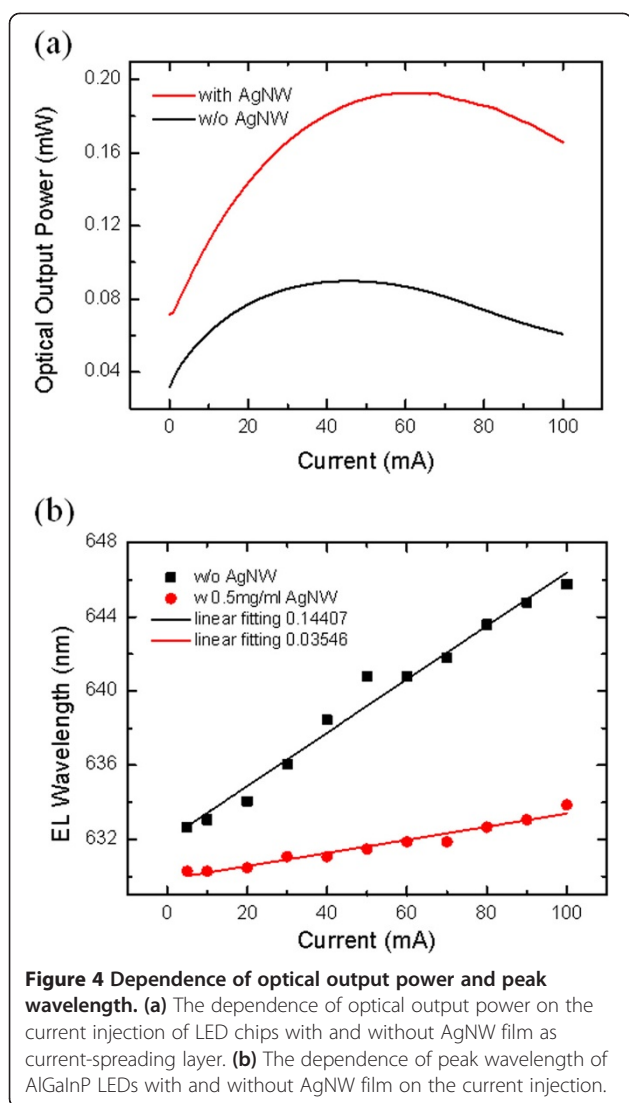 (a)
0.20
0.16
0.12
0.08
0.04
Optical Output Power (mW)
with AgNW
w/o AgNW
0 20 40 60 80 100
Current (mA)
(b)
648
644
640
636
632
EL Wavelength (nm)
w/o AgNW
w 0.5mg/ml AgNW
linear fitting 0.14407
linear fitting 0.03546
0 20 40 60 80 100
Current (mA)
Figure 4 Dependence of optical output power and peak
wavelength. (a) The dependence of optical output power on the
current injection of LED chips with and without AgNW film as
current-spreading layer. (b) The dependence of peak wavelength of
AlGaInP LEDs with and without AgNW film on the current injection.